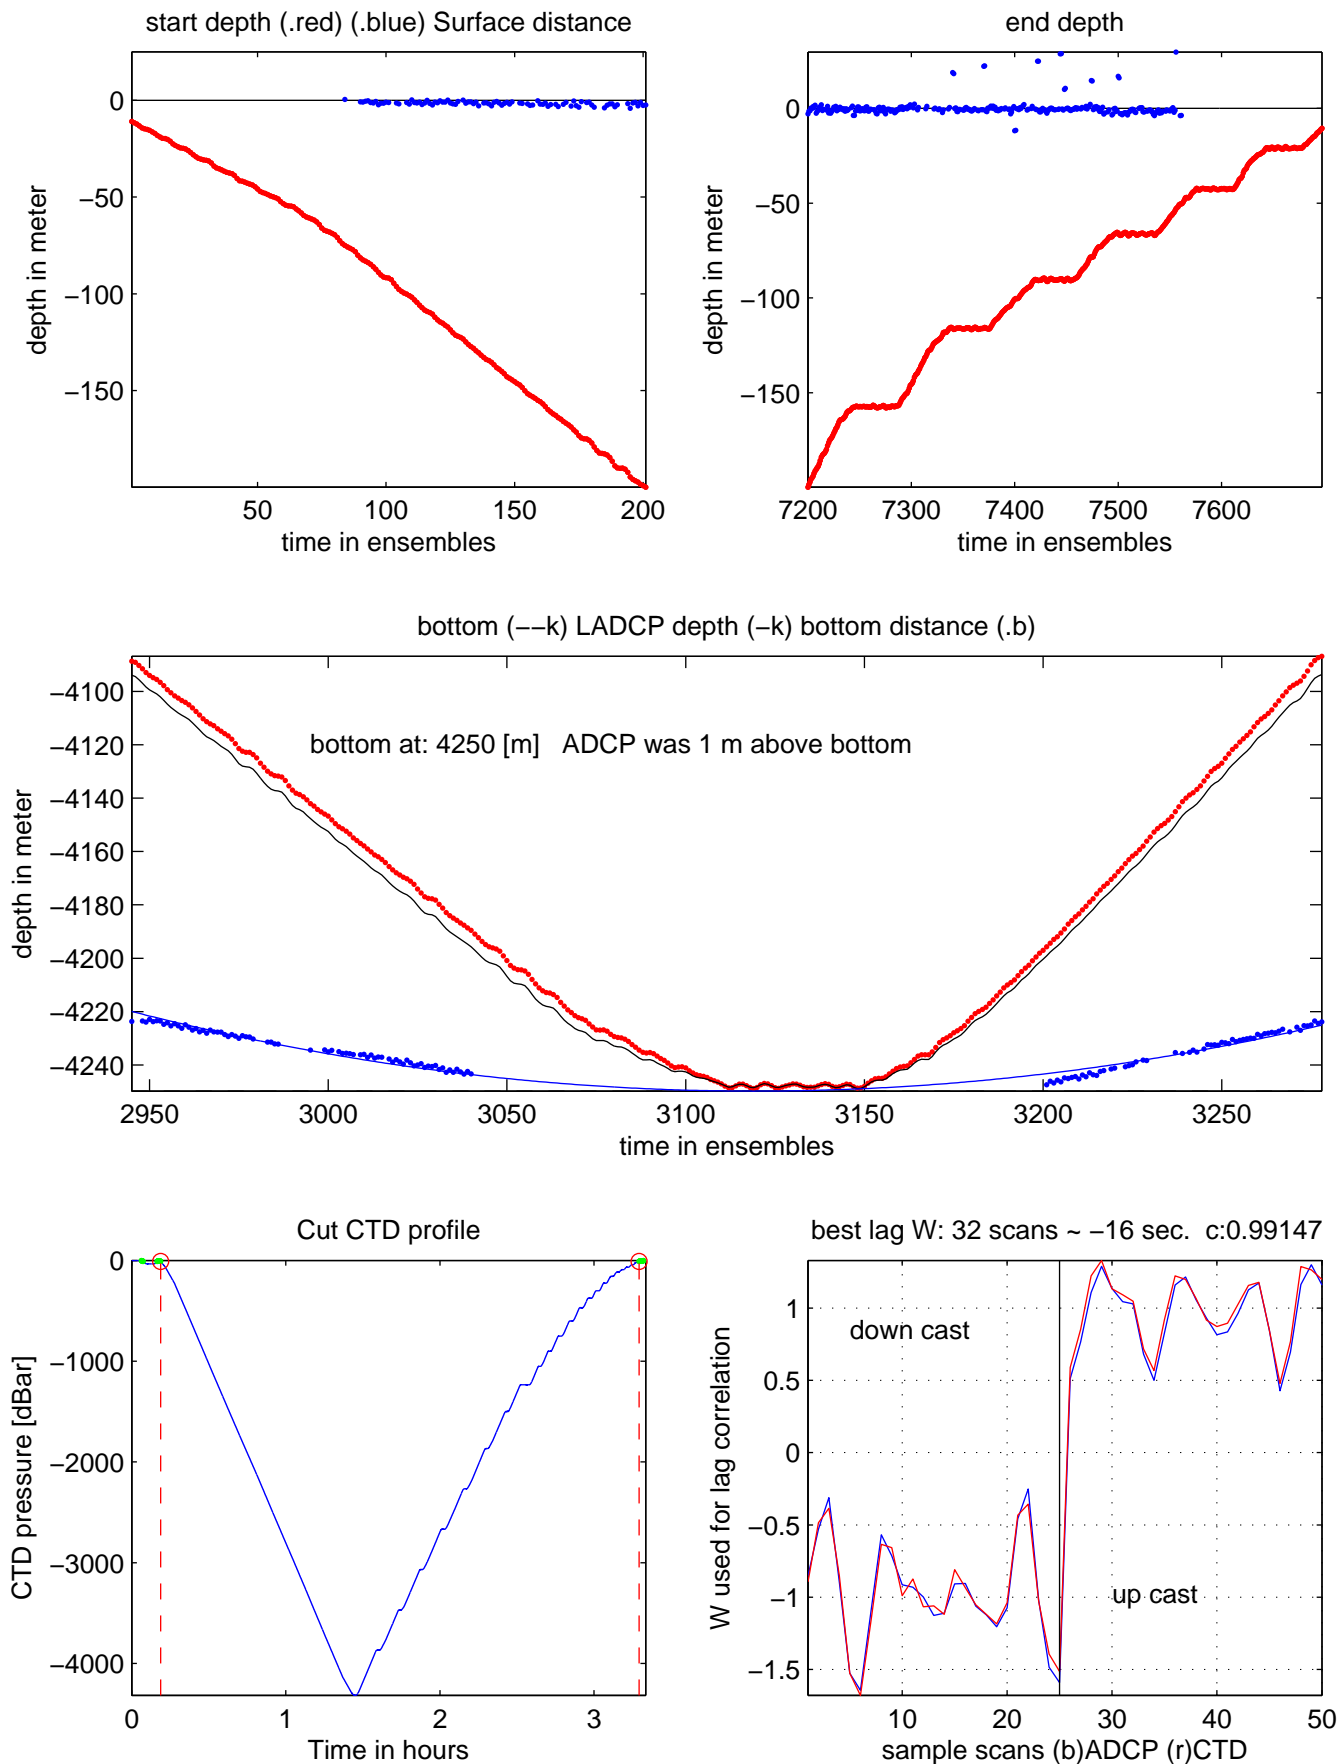 start depth (.red) (.blue) Surface distance
end depth
0
−50
−100
−150
depth in meter
50
100
150
200
time in ensembles
0
−50
−100
−150
depth in meter
7200
7300
7400
7500
7600
time in ensembles
bottom (−−k) LADCP depth (−k) bottom distance (.b)
−4100
−4120
−4140
−4160
−4180
−4200
−4220
−4240
depth in meter
bottom at: 4250 [m]   ADCP was 1 m above bottom
2950
3000
3050
3100
3150
3200
3250
time in ensembles
Cut CTD profile
0
−1000
−2000
−3000
−4000
CTD pressure [dBar]
0
1
2
3
Time in hours
best lag W: 32 scans ~ −16 sec.  c:0.99147
1
0.5
0
−0.5
−1
−1.5
W used for lag correlation
down cast
up cast
10
20
30
40
50
sample scans (b)ADCP (r)CTD